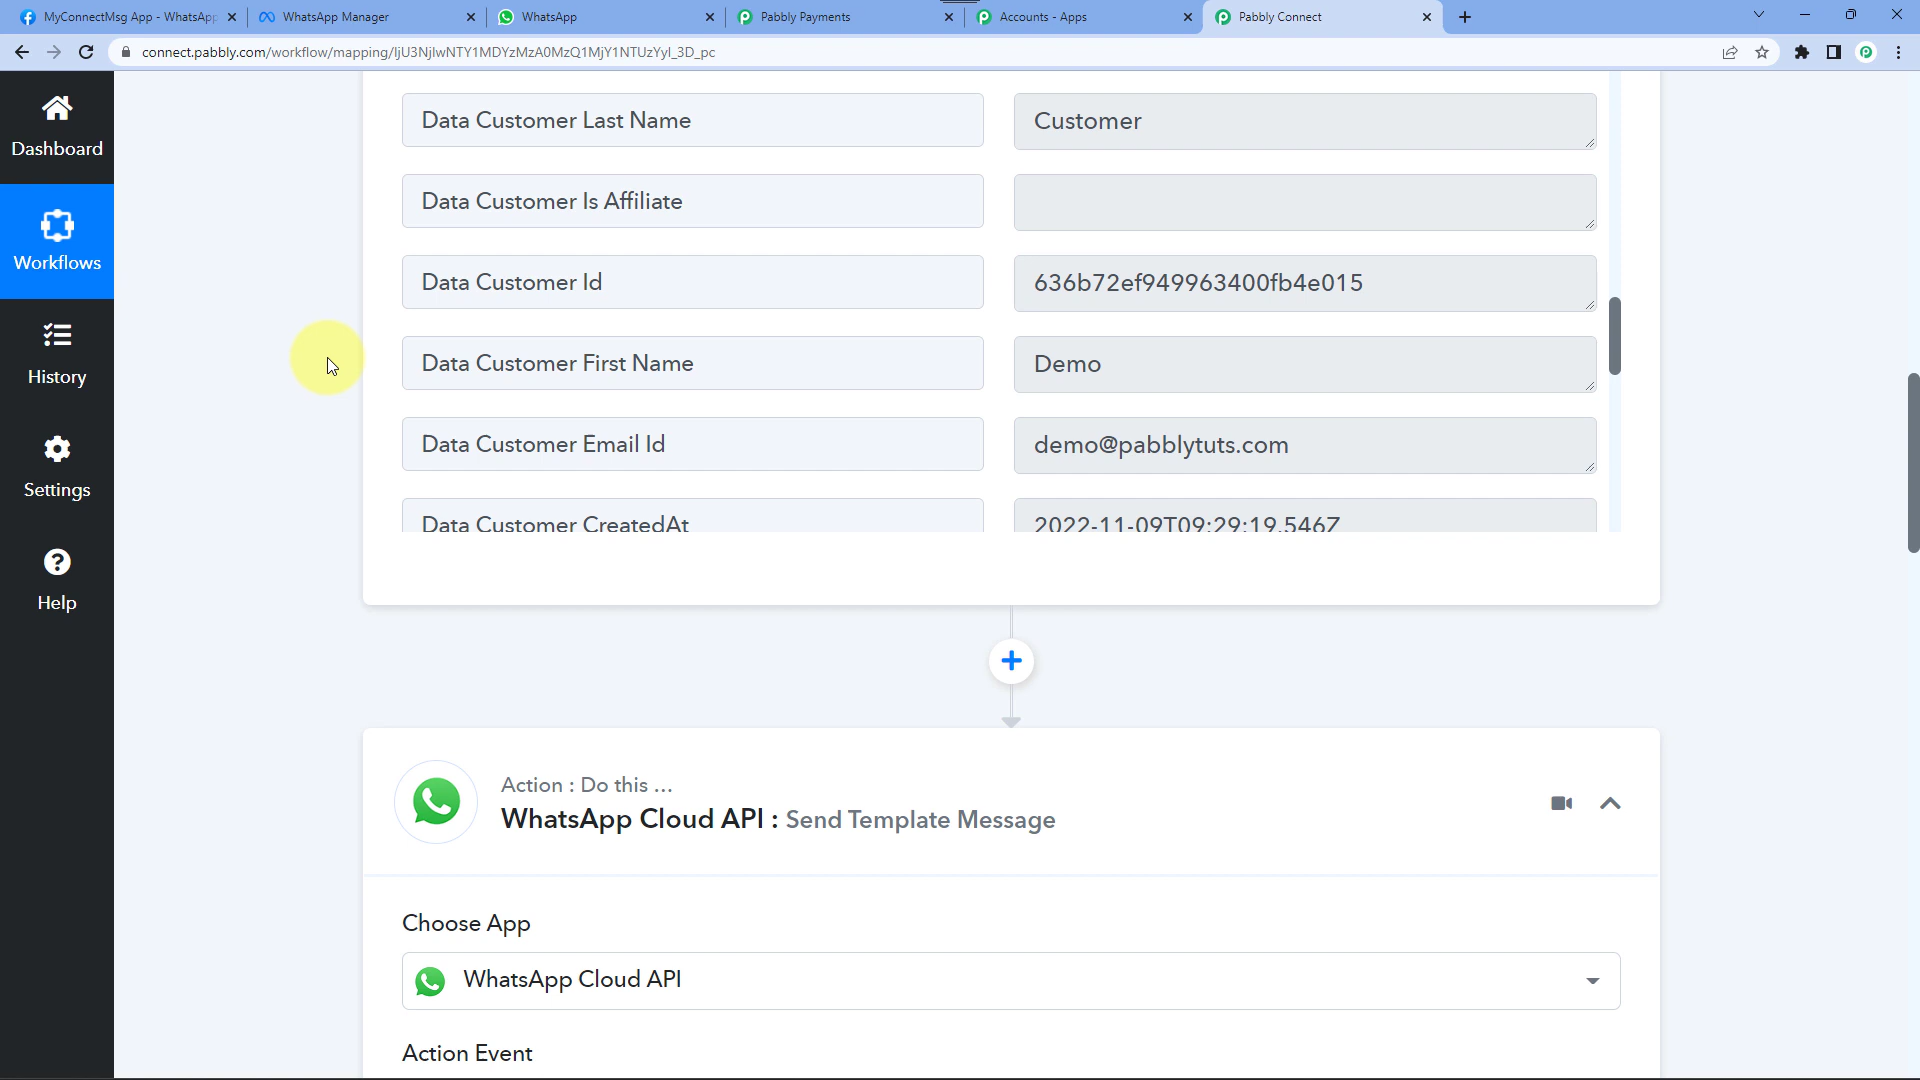 MyConnectMsg App - WhatsApp
WhatsApp Manager
WhatsApp
Pabbly Payments
Accounts - Apps
Pabbly Connect
connect.pabbly.com/workflow/mapping/IjU3NjIwNTY1MDYzMzA0MzQ1MjY1NTUzYyI_3D_pc
Dashboard
Workflows
History
Settings
Help
Data Customer Last Name
Customer
Data Customer Is Affiliate
Data Customer Id
636b72ef949963400fb4e015
Data Customer First Name
Demo
Data Customer Email Id
demo@pabblytuts.com
Data Customer CreatedAt
2022-11-09T09:29:19.546Z
Action : Do this ...
WhatsApp Cloud API : Send Template Message
Choose App
WhatsApp Cloud API
Action Event